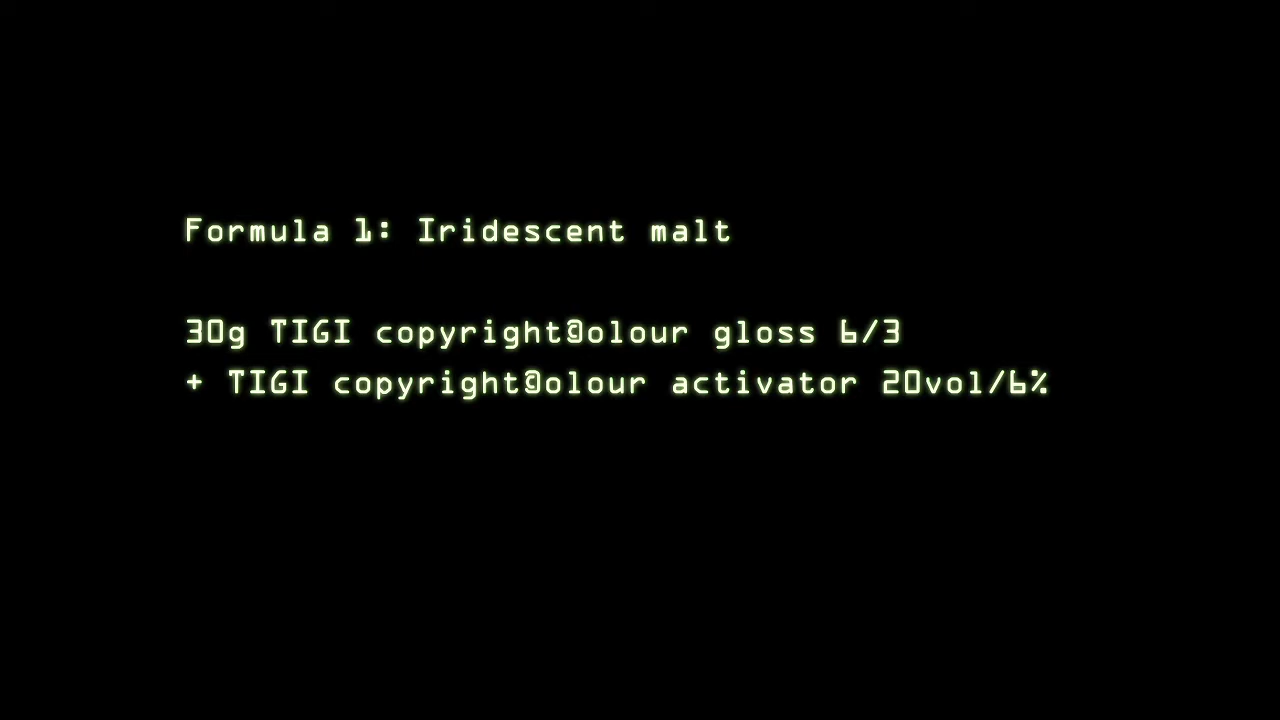 Formula 1: Iridescent malt
30g TIGI copyright©olour gloss 6/3
+ TIGI copyright©olour activator 20vol/6%